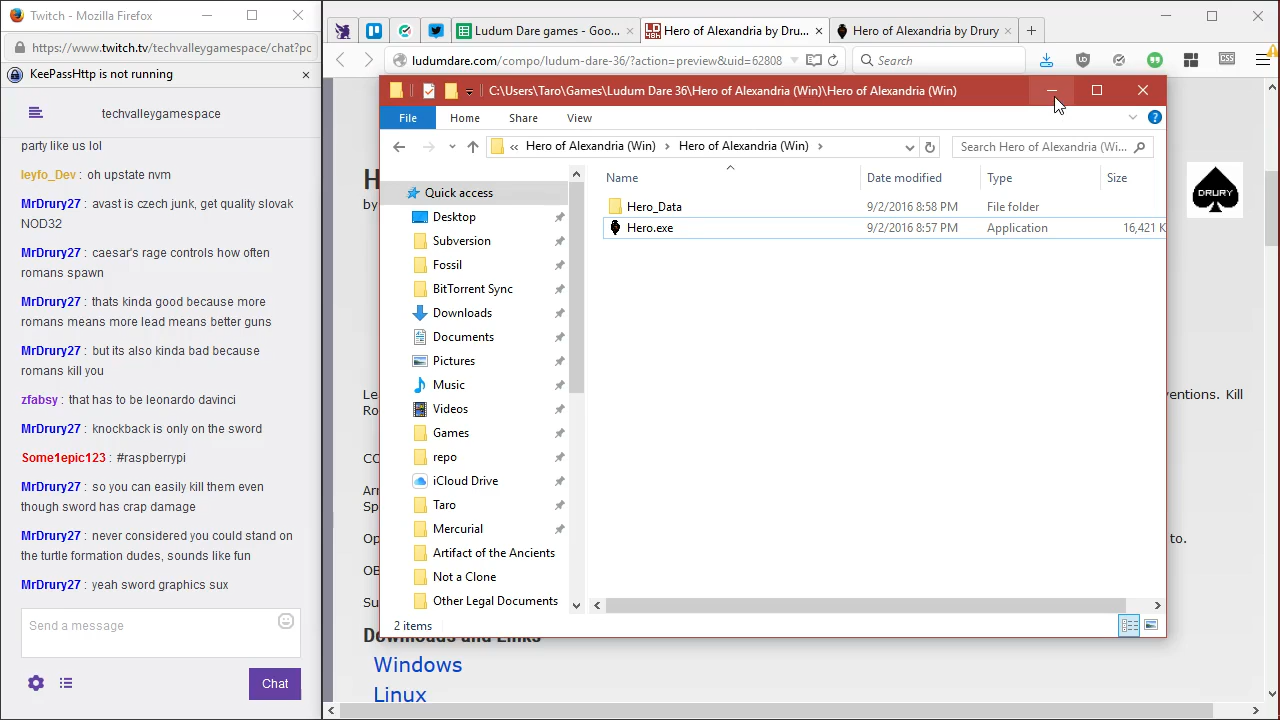 Twitch - Mozilla Firefox
https://www.twitch.tv/techvalleygamespace/chat?pc
KeePassHttp is not running
techvalleygamespace
party like us lol
leyfo_Dev : oh upstate nvm
MrDrury27 : avast is czech junk, get quality slovak
NOD32
MrDrury27 : caesar's rage controls how often
romans spawn
MrDrury27 : thats kinda good because more
romans means more lead means better guns
MrDrury27 : but its also kinda bad because
romans kill you
zfabsy : that has to be leonardo davinci
MrDrury27 : knockback is only on the sword
Some1epic123 : #raspberrypi
MrDrury27 : so you can easily kill them even
though sword has crap damage
MrDrury27 : never considered you could stand on
the turtle formation dudes, sounds like fun
MrDrury27 : yeah sword graphics sux
Send a message
Chat
Ludum Dare games - Goo...
Hero of Alexandria by Dru...
Hero of Alexandria by Drury
ludumdare.com/compo/ludum-dare-36/?action=preview&uid=62808
Search
C:\Users\Taro\Games\Ludum Dare 36\Hero of Alexandria (Win)\Hero of Alexandria (Win)
File
Home
Share
View
« Hero of Alexandria (Win) > Hero of Alexandria (Win) >
Search Hero of Alexandria (Wi...
Name
Date modified
Type
Size
Hero_Data 9/2/2016 8:58 PM File folder
Hero.exe 9/2/2016 8:57 PM Application 16,421 K
Quick access
Desktop
Subversion
Fossil
BitTorrent Sync
Downloads
Documents
Pictures
Music
Videos
Games
repo
iCloud Drive
Taro
Mercurial
Artifact of the Ancients
Not a Clone
Other Legal Documents
2 items
DRURY
H
by
Le
ventions. Kill
Ro
CO
Arr
Sp
Op
to.
OB
Su
Downloads and Links
Windows
Linux